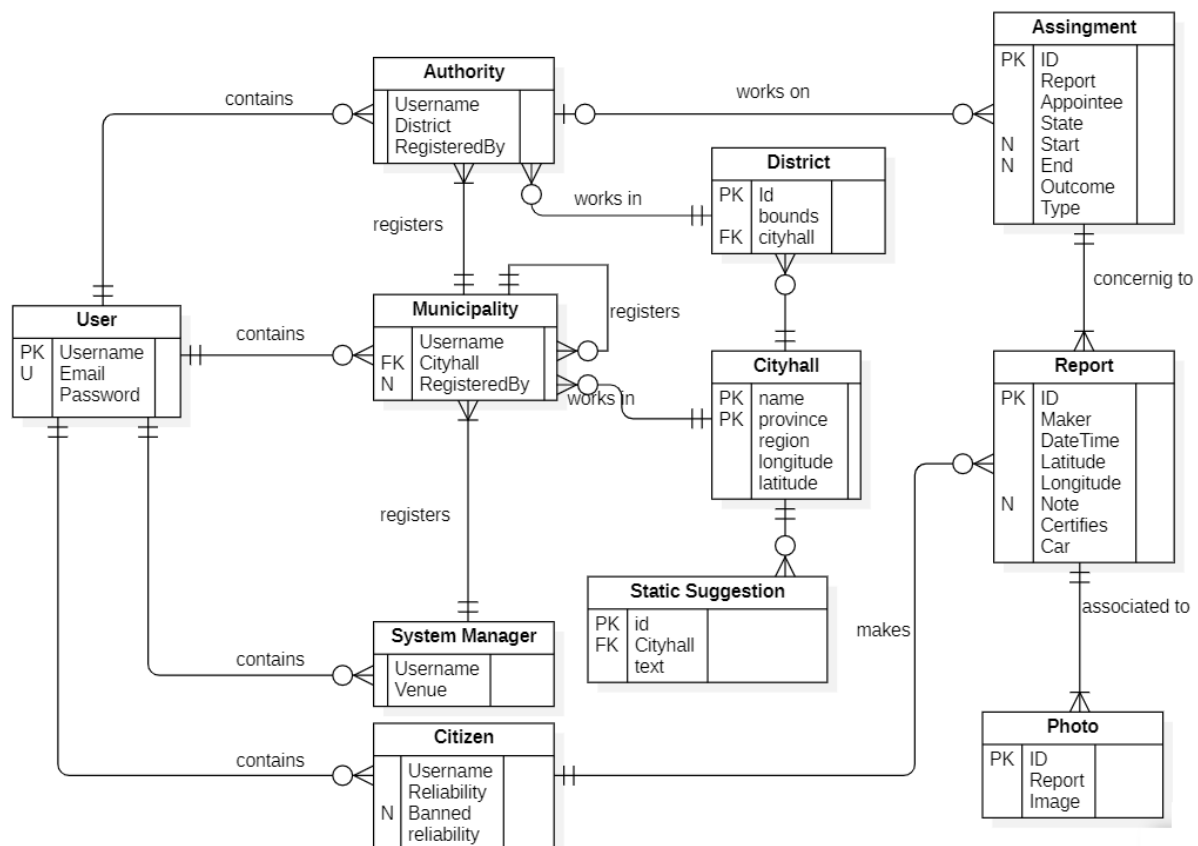 Assingment
PK ID
Report
Appointee
State
N Start
N End
Outcome
Type
Authority
Username
District
RegisteredBy
contains
works on
District
PK Id
bounds
FK cityhall
works in
registers
concernig to
User
PK Username
U Email
Password
contains
Municipality
Username
FK Cityhall
N RegisteredBy
registers
works in
Cityhall
PK name
PK province
region
longitude
latitude
Report
PK ID
Maker
DateTime
Latitude
Longitude
N Note
Certifies
Car
registers
Static Suggestion
PK id
FK Cityhall
text
associated to
makes
System Manager
Username
Venue
contains
Citizen
Username
Reliability
N Banned
reliability
contains
Photo
PK ID
Report
Image